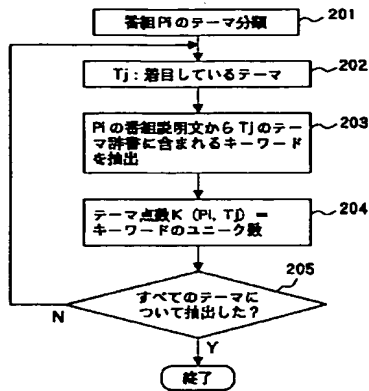 番組Piのテーマ分類
201
Tj：着目しているテーマ
202
Piの番組説明文からTjのテー
マ辞書に含まれるキーワード
を抽出
203
テーマ点数K（Pi, Tj）＝
キーワードのユニーク数
204
すべてのテーマに
ついて抽出した？
205
N
Y
終了